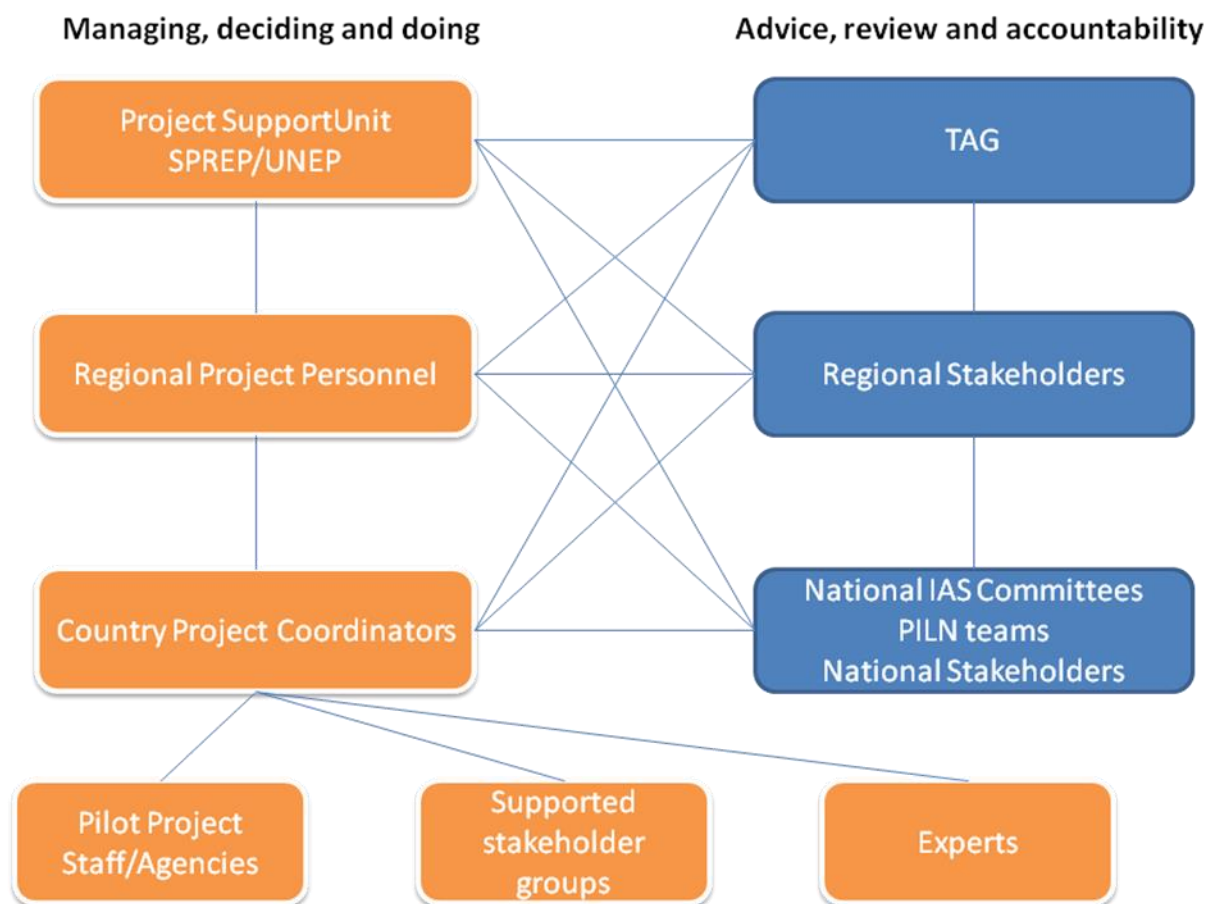 Managing, deciding and doing
Advice, review and accountability
Project SupportUnit
SPREP/UNEP
TAG
Regional Project Personnel
Regional Stakeholders
Country Project Coordinators
National IAS Committees
PILN teams
National Stakeholders
Pilot Project
Staff/Agencies
Supported
stakeholder
groups
Experts